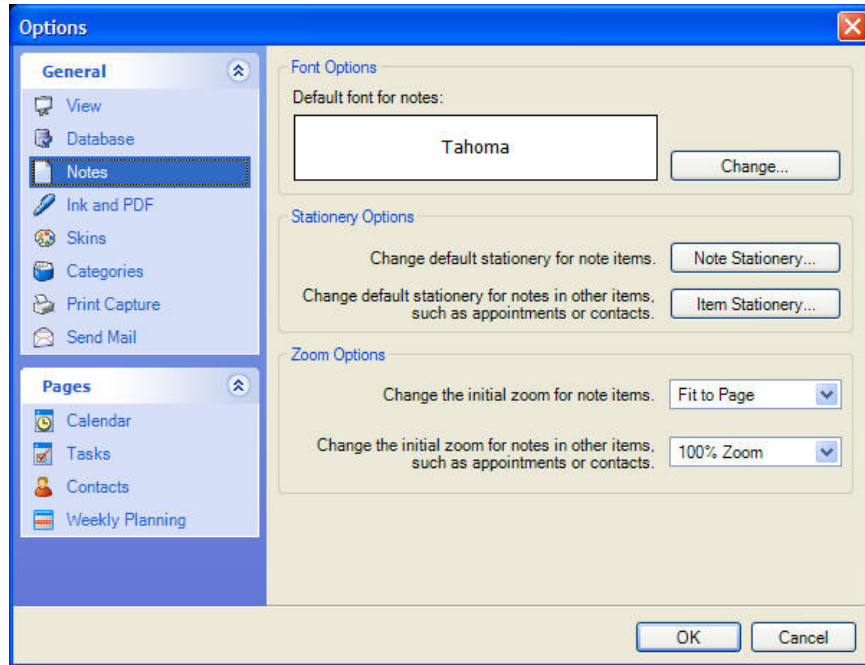 Options
General
View
Database
Notes
Ink and PDF
Skins
Categories
Print Capture
Send Mail
Pages
Calendar
Tasks
Contacts
Weekly Planning
Font Options
Default font for notes:
Tahoma
Change...
Stationery Options
Change default stationery for note items.
Note Stationery...
Change default stationery for notes in other items,
such as appointments or contacts.
Item Stationery...
Zoom Options
Change the initial zoom for note items.
Fit to Page
Change the initial zoom for notes in other items,
such as appointments or contacts.
100% Zoom
OK
Cancel